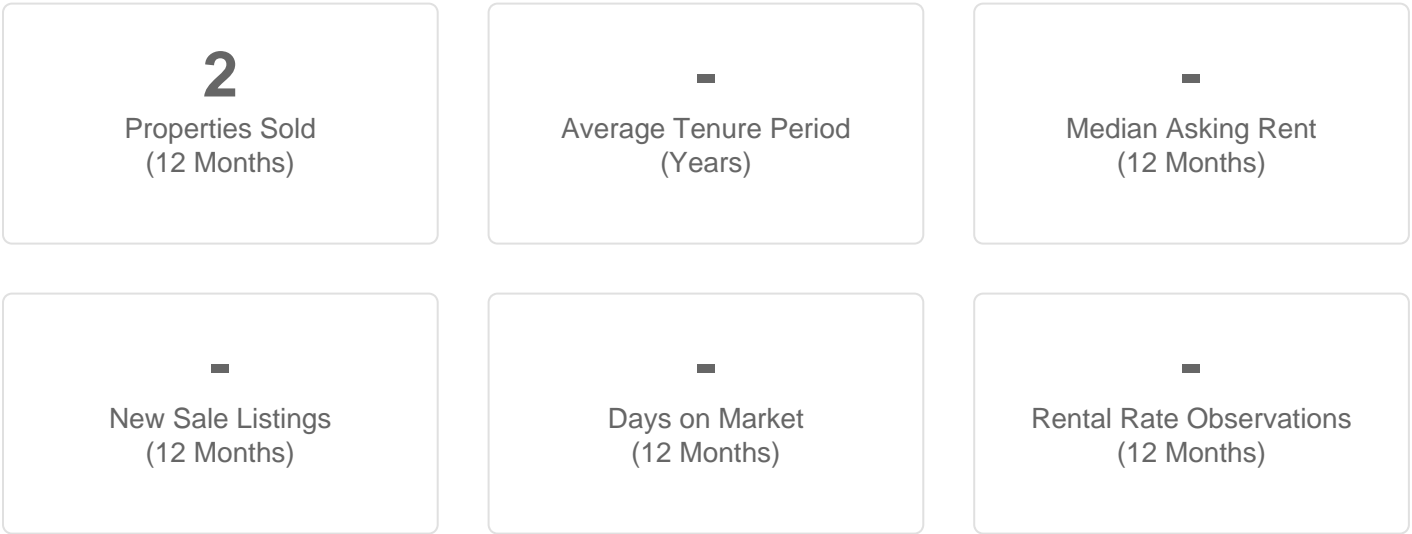 2
Properties Sold
(12 Months)
-
Average Tenure Period
(Years)
-
Median Asking Rent
(12 Months)
-
New Sale Listings
(12 Months)
-
Days on Market
(12 Months)
-
Rental Rate Observations
(12 Months)